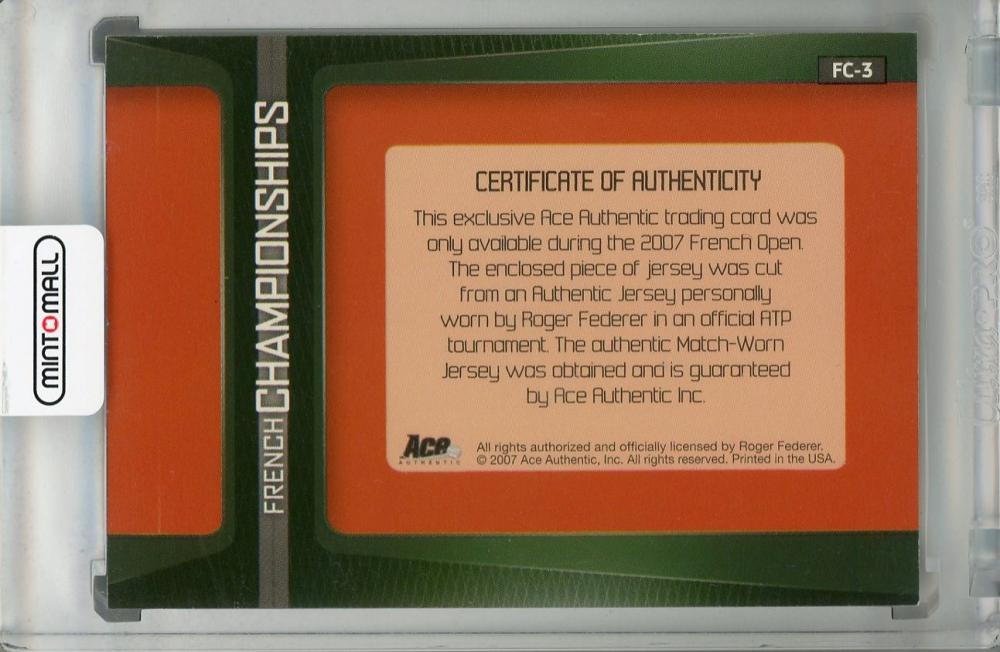 FC-3
FRENCH CHAMPIONSHIPS
MINTOMALL
CERTIFICATE OF AUTHENTICITY
This exclusive Ace Authentic trading card was
only available during the 2007 French Open.
The enclosed piece of jersey was cut
from an Authentic Jersey personally
worn by Roger Federer in an official ATP
tournament. The authentic Match-Worn
Jersey was obtained and is guaranteed
by Ace Authentic Inc.
Ace
AUTHENTIC
All rights authorized and officially licensed by Roger Federer.
© 2007 Ace Authentic, Inc. All rights reserved. Printed in the USA.